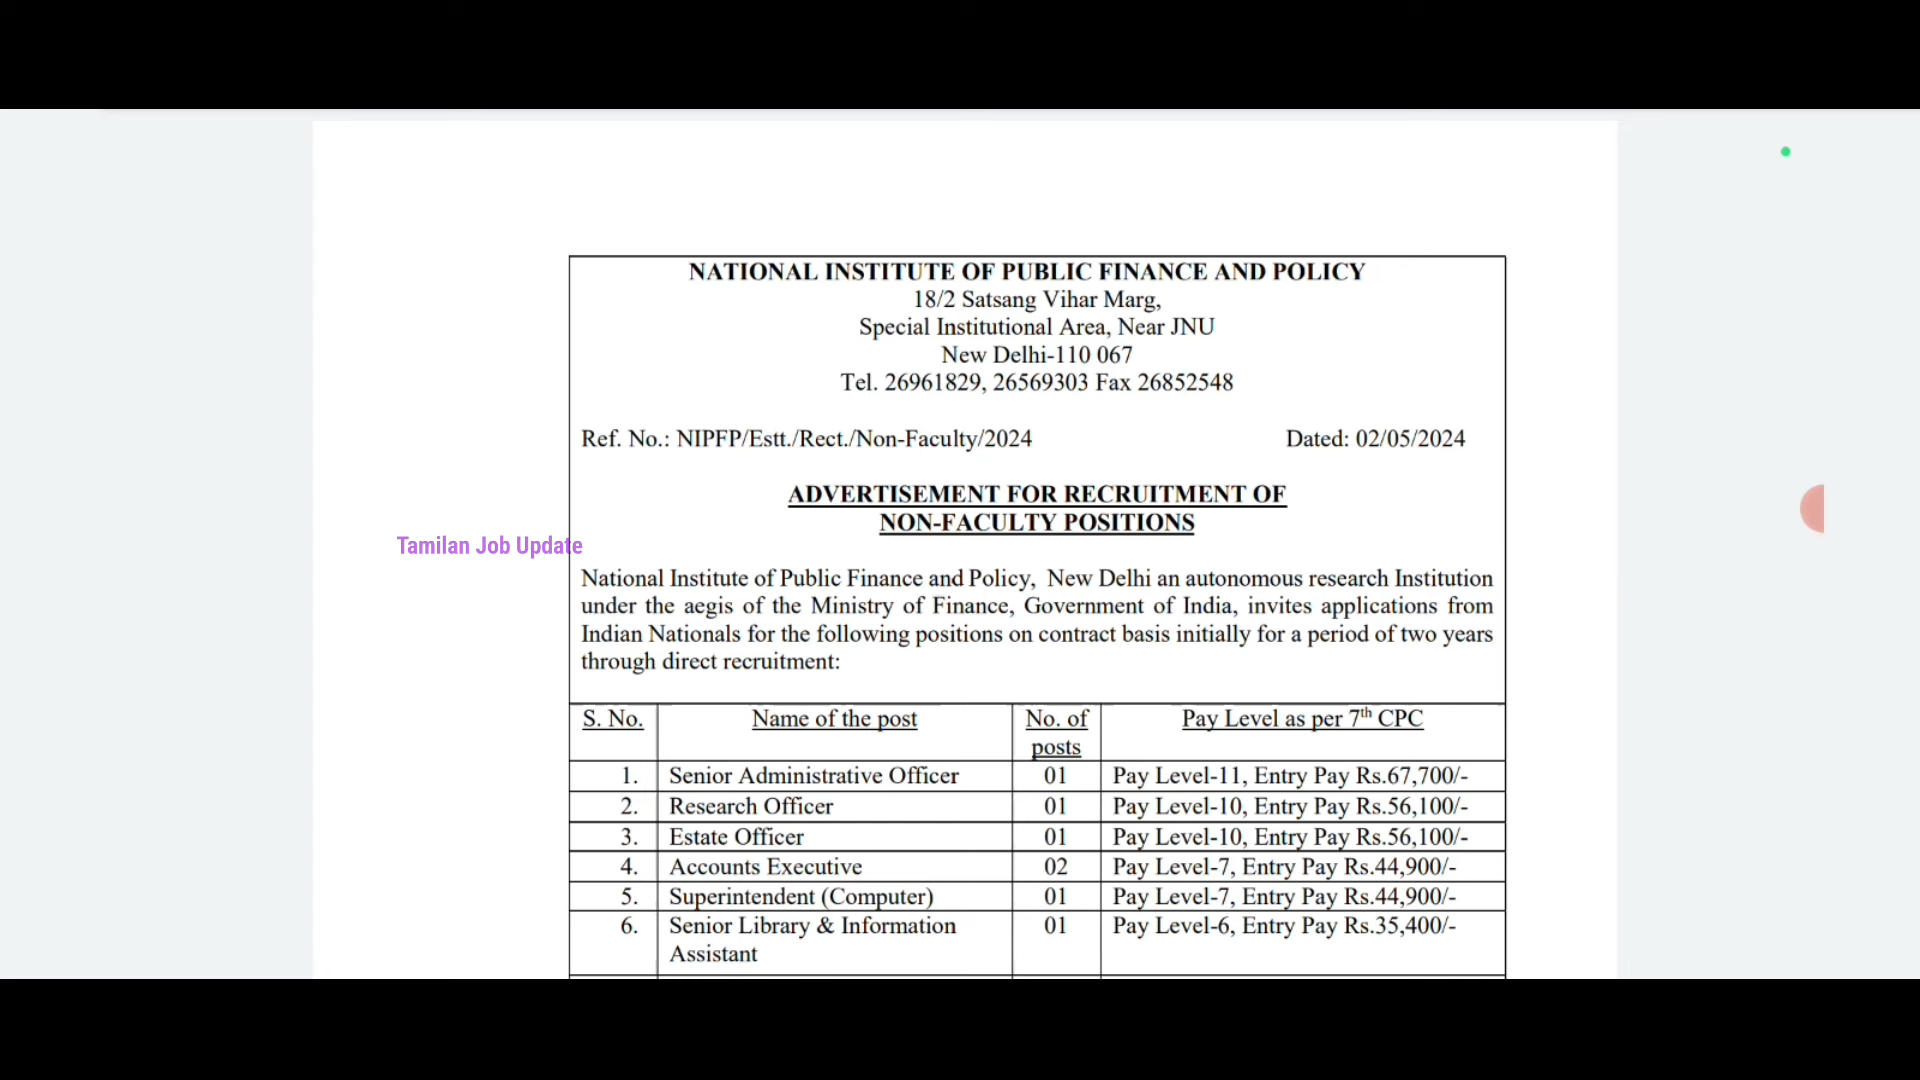 NATIONAL INSTITUTE OF PUBLIC FINANCE AND POLICY
18/2 Satsang Vihar Marg,
Special Institutional Area, Near JNU
New Delhi-110 067
Tel. 26961829, 26569303 Fax 26852548
Ref. No.: NIPFP/Estt./Rect./Non-Faculty/2024 Dated: 02/05/2024
ADVERTISEMENT FOR RECRUITMENT OF
NON-FACULTY POSITIONS
Tamilan Job Update
National Institute of Public Finance and Policy, New Delhi an autonomous research Institution
under the aegis of the Ministry of Finance, Government of India, invites applications from
Indian Nationals for the following positions on contract basis initially for a period of two years
through direct recruitment:
S. No. Name of the post No. of posts Pay Level as per 7th CPC
1. Senior Administrative Officer 01 Pay Level-11, Entry Pay Rs.67,700/-
2. Research Officer 01 Pay Level-10, Entry Pay Rs.56,100/-
3. Estate Officer 01 Pay Level-10, Entry Pay Rs.56,100/-
4. Accounts Executive 02 Pay Level-7, Entry Pay Rs.44,900/-
5. Superintendent (Computer) 01 Pay Level-7, Entry Pay Rs.44,900/-
6. Senior Library & Information 01 Pay Level-6, Entry Pay Rs.35,400/-
Assistant